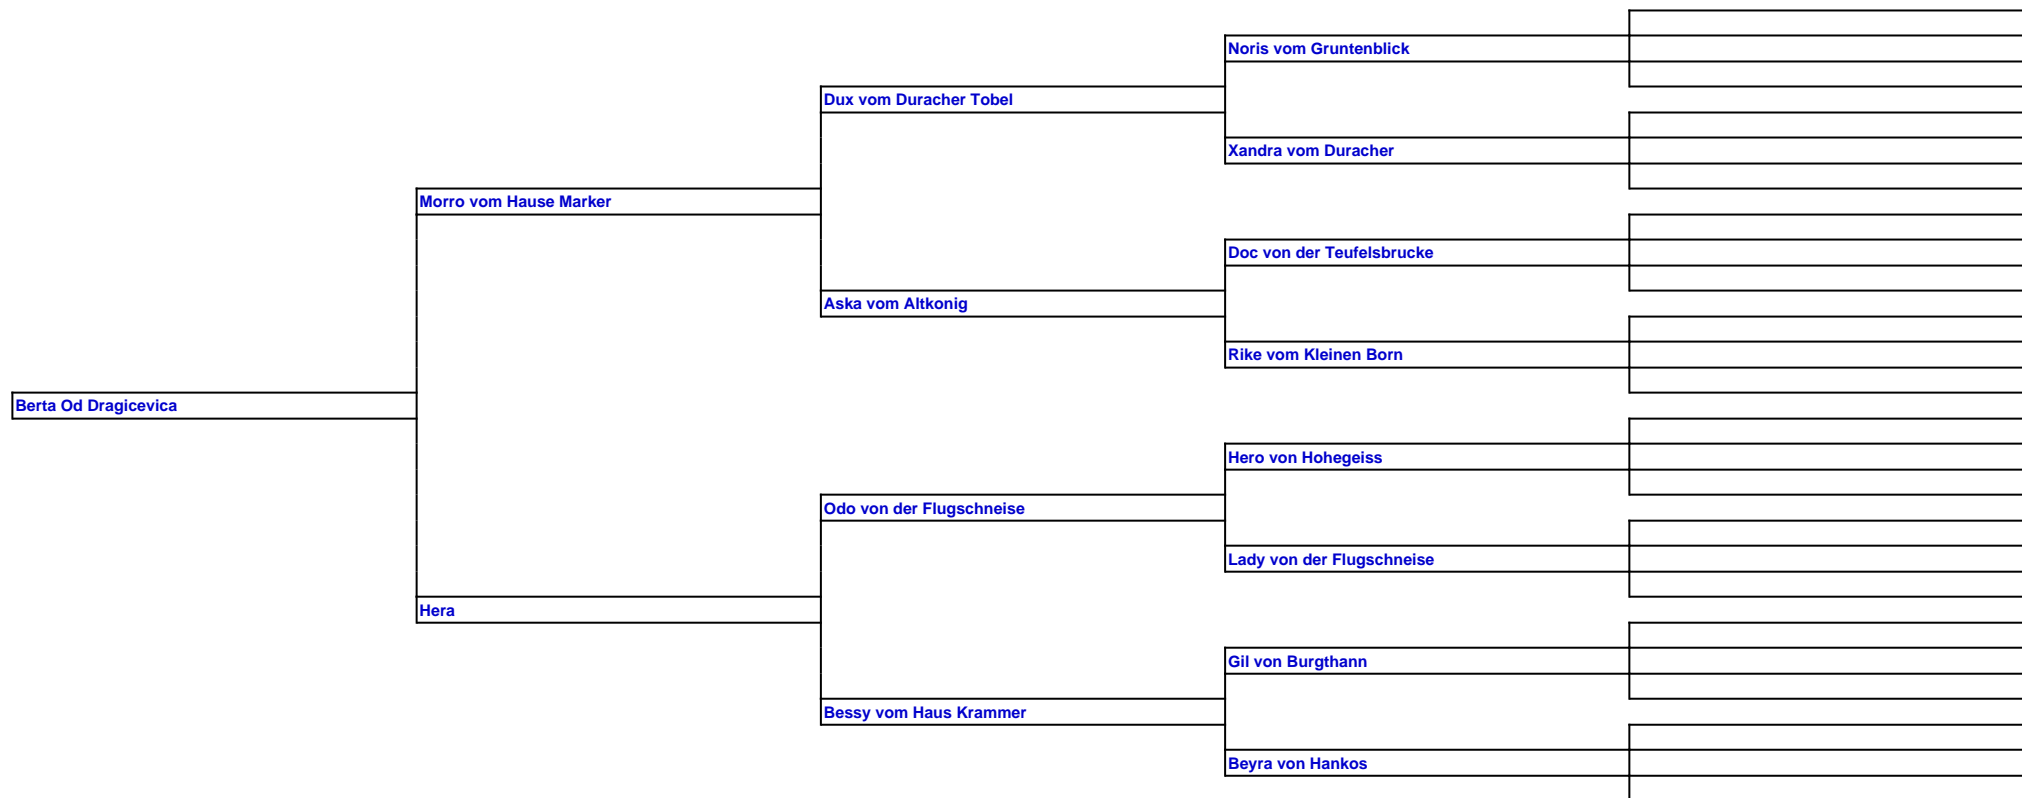 Noris vom Gruntenblick
Dux vom Duracher Tobel
Xandra vom Duracher
Morro vom Hause Marker
Doc von der Teufelsbrucke
Aska vom Altkonig
Rike vom Kleinen Born
Berta Od Dragicevica
Hero von Hohegeiss
Odo von der Flugschneise
Lady von der Flugschneise
Hera
Gil von Burgthann
Bessy vom Haus Krammer
Beyra von Hankos